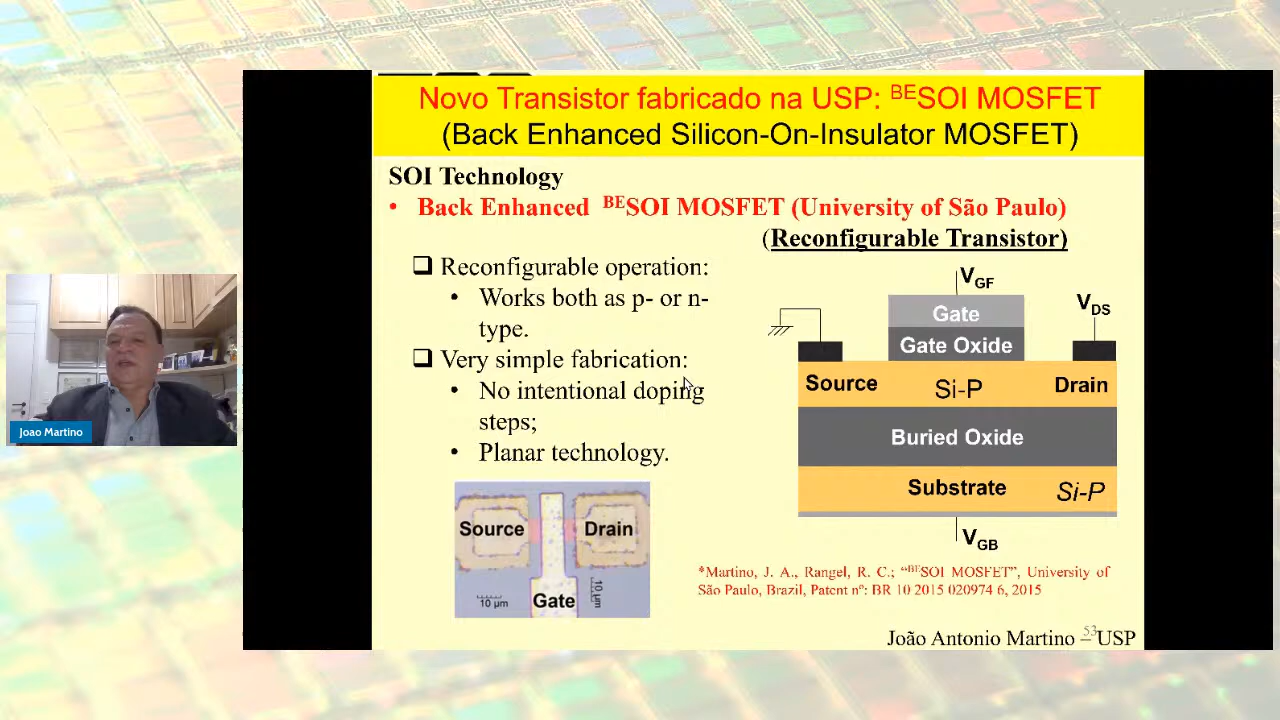 Novo Transistor fabricado na USP: BESOI MOSFET
(Back Enhanced Silicon-On-Insulator MOSFET)
SOI Technology
• Back Enhanced BESOI MOSFET (University of São Paulo)
(Reconfigurable Transistor)
❑ Reconfigurable operation:
• Works both as p- or n-
type.
❑ Very simple fabrication:
• No intentional doping
steps;
• Planar technology.
Source
Drain
Gate
10 µm
10 µm
VGF
VDS
Gate
Gate Oxide
Source
Si-P
Drain
Buried Oxide
Substrate
Si-P
VGB
*Martino, J. A., Rangel, R. C.; “BESOI MOSFET”, University of
São Paulo, Brazil, Patent nº: BR 10 2015 020974 6, 2015
53
João Antonio Martino – USP
Joao Martino